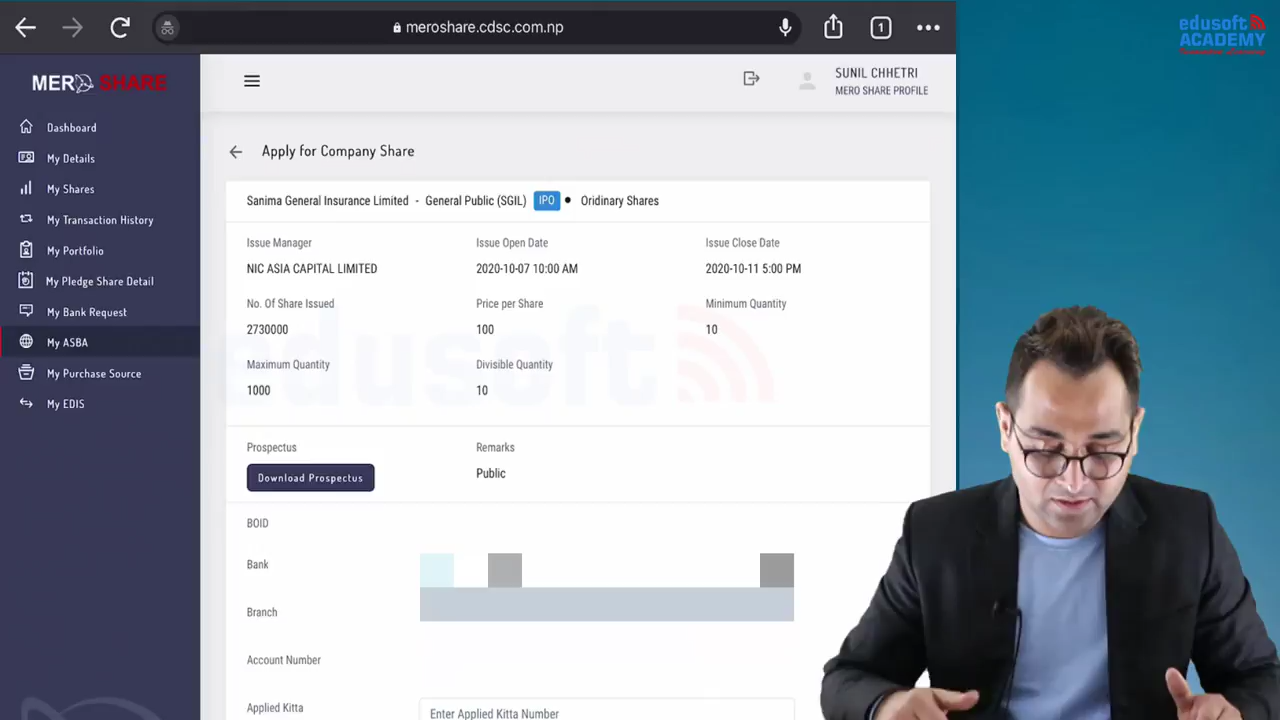 meroshare.cdsc.com.np
1
edusoft
ACADEMY
MERO SHARE
SUNIL CHHETRI
MERO SHARE PROFILE
Dashboard
My Details
My Shares
My Transaction History
My Portfolio
My Pledge Share Detail
My Bank Request
My ASBA
My Purchase Source
My EDIS
Apply for Company Share
Sanima General Insurance Limited - General Public (SGIL) IPO • Oridinary Shares
Issue Manager Issue Open Date Issue Close Date
NIC ASIA CAPITAL LIMITED 2020-10-07 10:00 AM 2020-10-11 5:00 PM
No. Of Share Issued Price per Share Minimum Quantity
2730000 100 10
edusoft
Maximum Quantity Divisible Quantity
1000 10
Prospectus Remarks
Download Prospectus Public
BOID
Bank
Branch
Account Number
Applied Kitta Enter Applied Kitta Number